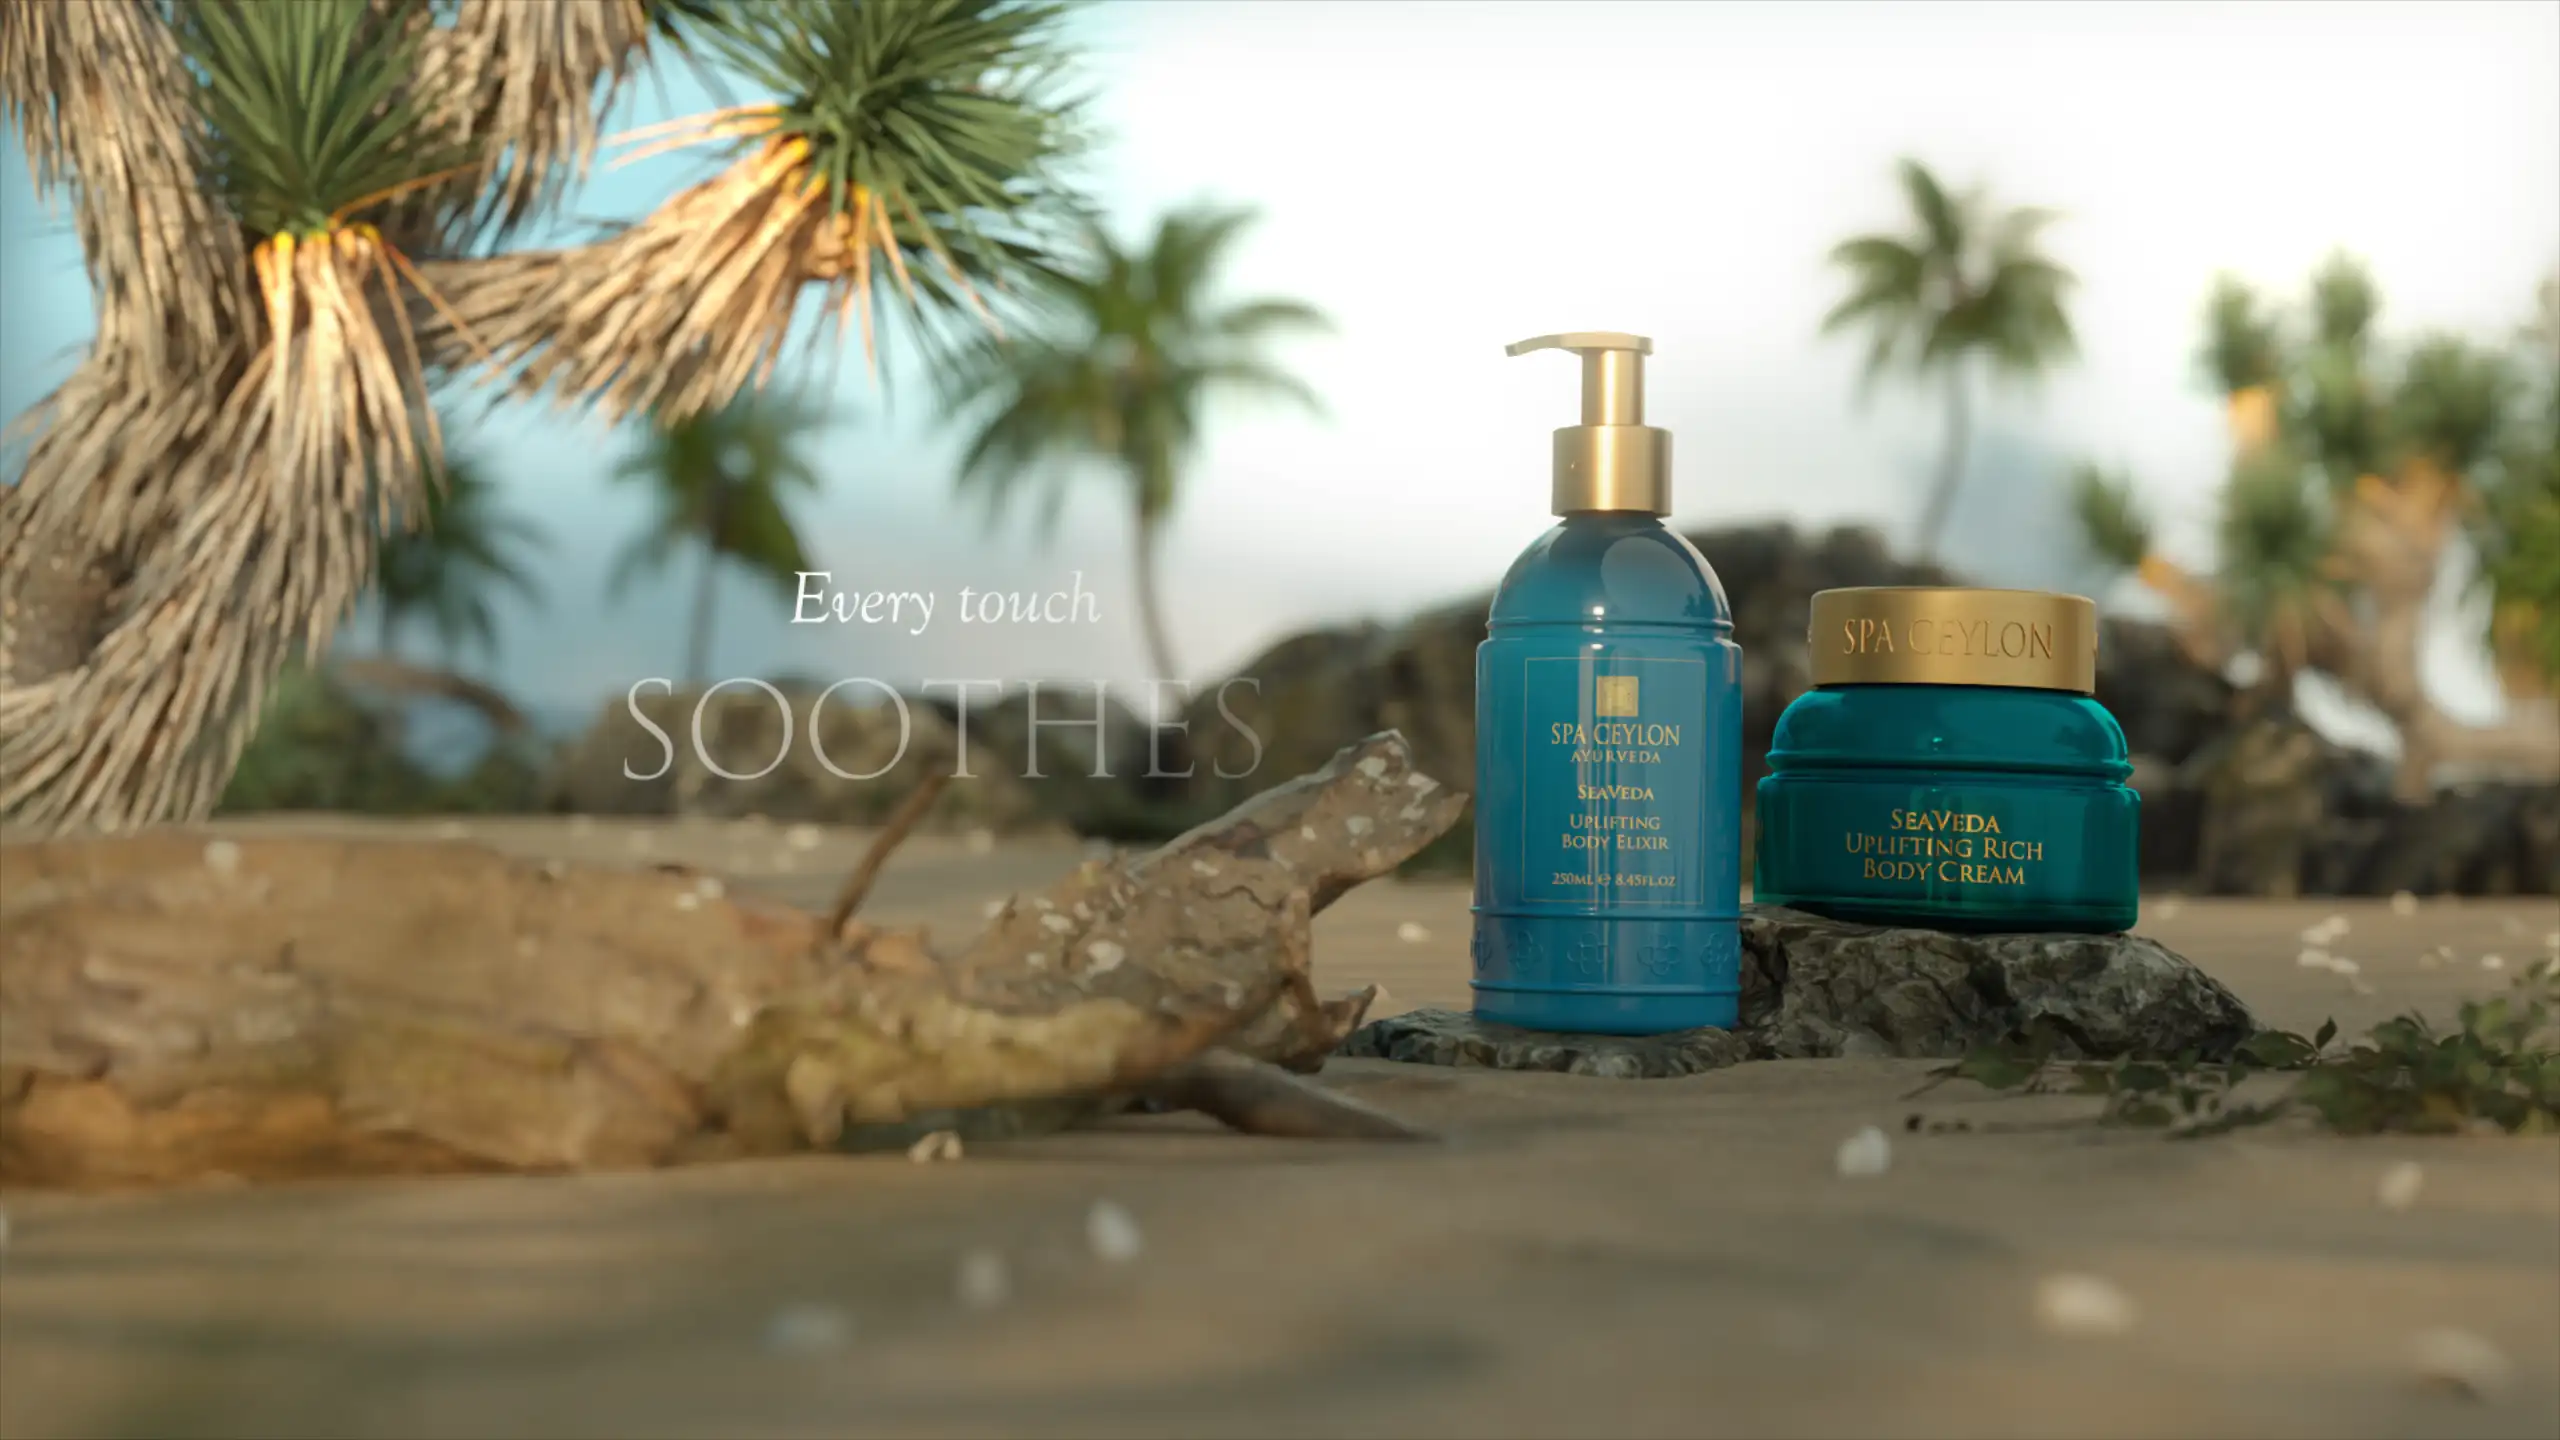 Every touch
SOOTHES
SPA CEYLON
AYURVEDA
SEAVEDA
UPLIFTING
BODY ELIXIR
250ML e 8.45FL.OZ
SPA CEYLON
SEAVEDA
UPLIFTING RICH
BODY CREAM